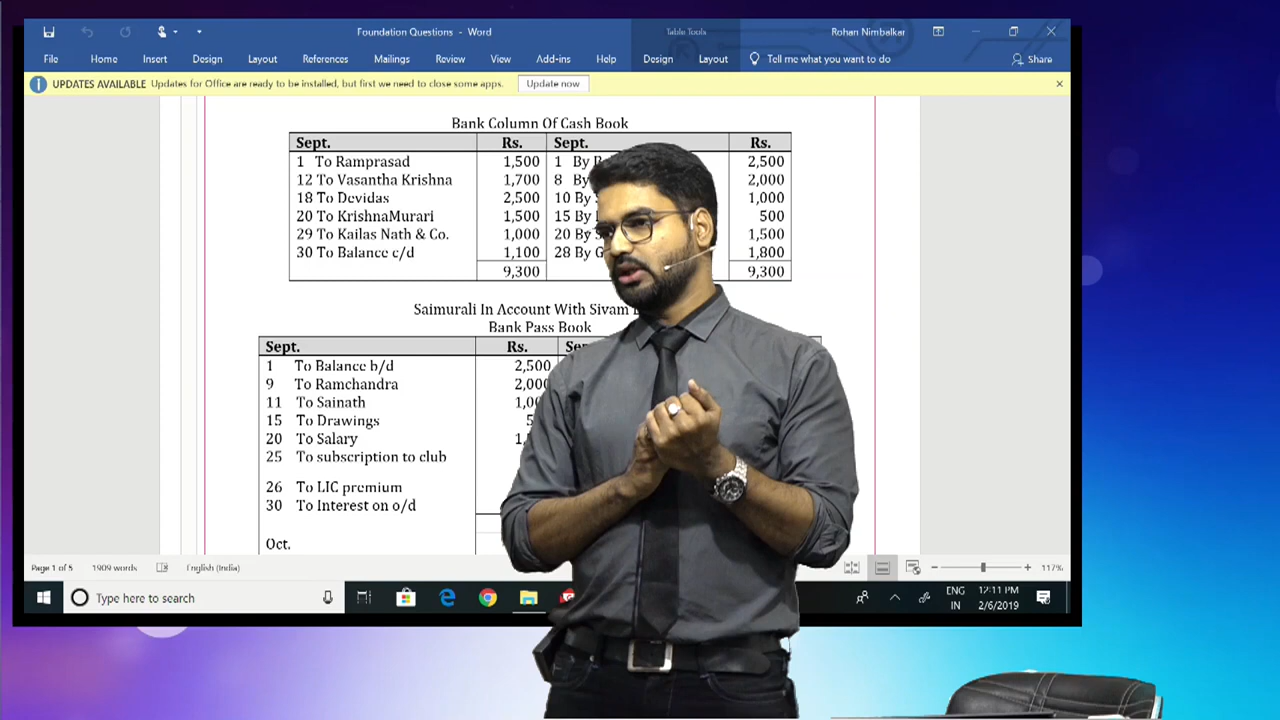 Foundation Questions - Word
Table Tools
Rohan Nimbalkar
File Home Insert Design Layout References Mailings Review View Add-ins Help Design Layout Tell me what you want to do Share
UPDATES AVAILABLE Updates for Office are ready to be installed, but first we need to close some apps. Update now
Bank Column Of Cash Book
Sept. Rs. Sept. Rs.
1 To Ramprasad 1,500 1 By 2,500
12 To Vasantha Krishna 1,700 8 By 2,000
18 To Devidas 2,500 10 By 1,000
20 To KrishnaMurari 1,500 15 By 500
29 To Kailas Nath & Co. 1,000 20 By 1,500
30 To Balance c/d 1,100 28 By 1,800
9,300 9,300
Saimurali In Account With Sivam
Bank Pass Book
Sept. Rs.
1 To Balance b/d 2,500
9 To Ramchandra 2,000
11 To Sainath
15 To Drawings
20 To Salary
25 To subscription to club
26 To LIC premium
30 To Interest on o/d
Oct.
Page 1 of 5 1909 words English (India) 117%
Type here to search
ENG 12:11 PM
IN 2/6/2019